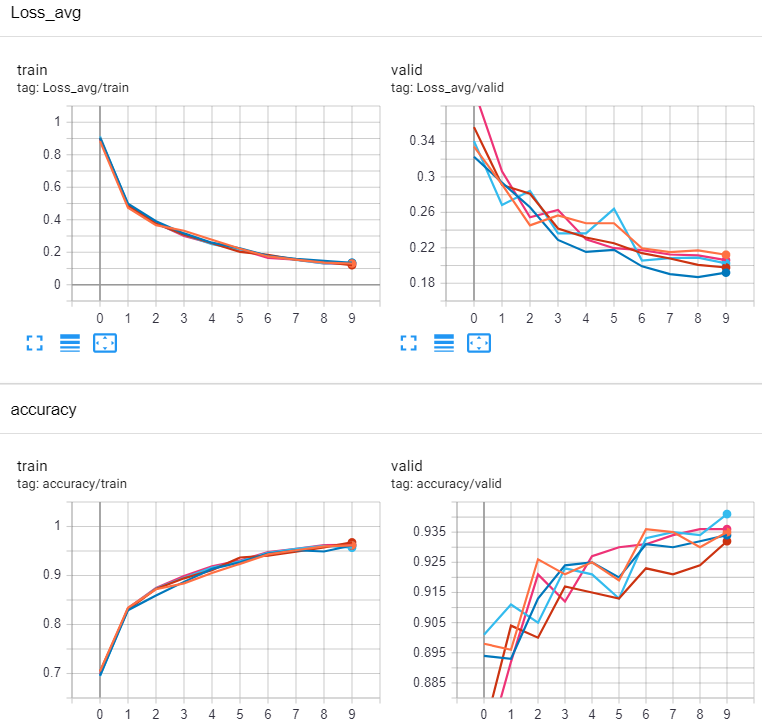 Loss_avg
train
tag: Loss_avg/train
1
0.8
0.6
0.4
0.2
0
0 1 2 3 4 5 6 7 8 9
valid
tag: Loss_avg/valid
0.34
0.3
0.26
0.22
0.18
0 1 2 3 4 5 6 7 8 9
accuracy
train
tag: accuracy/train
1
0.9
0.8
0.7
0 1 2 3 4 5 6 7 8 9
valid
tag: accuracy/valid
0.935
0.925
0.915
0.905
0.895
0.885
0 1 2 3 4 5 6 7 8 9